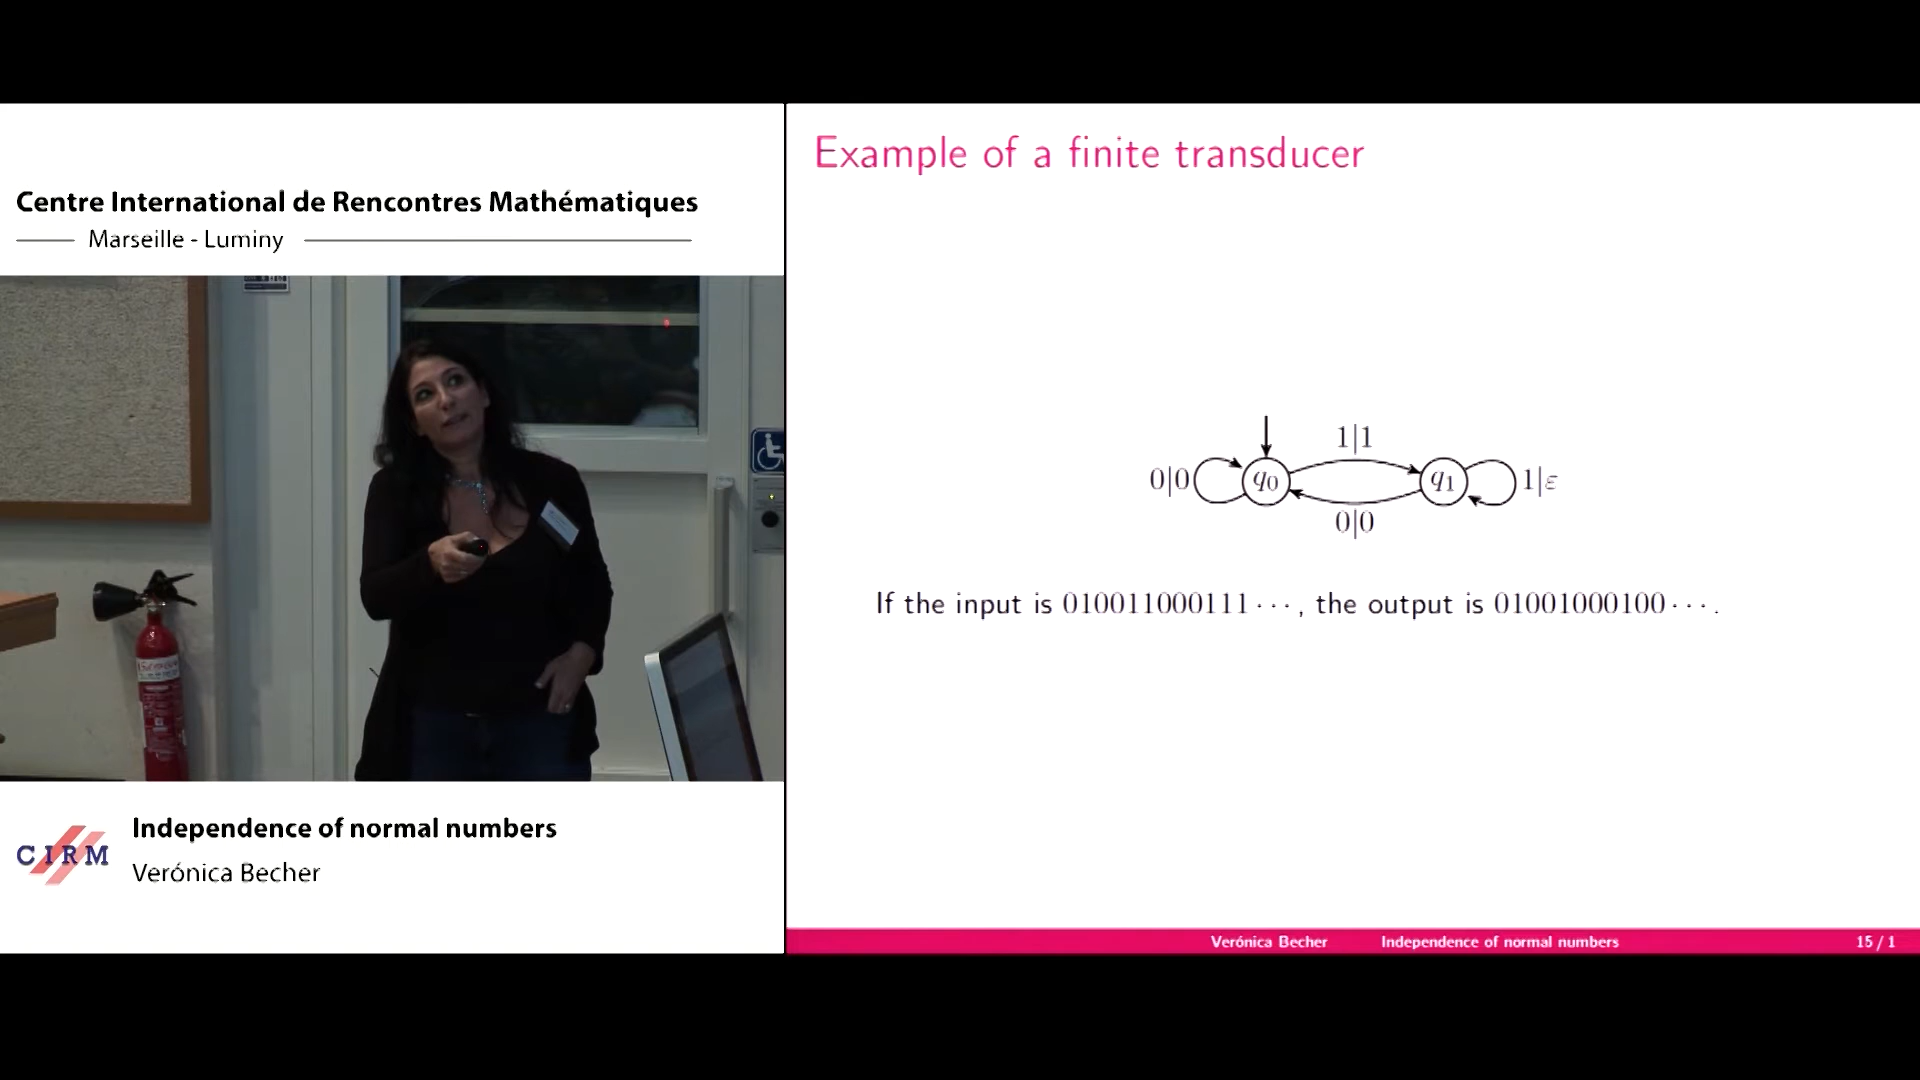 Centre International de Rencontres Mathématiques
Marseille - Luminy
CIRM
Independence of normal numbers
Verónica Becher
Example of a finite transducer
1|1
0|0 q0 q1 1|ε
0|0
If the input is 010011000111 ··· , the output is 01001000100 ··· .
Verónica Becher Independence of normal numbers 15 / 1